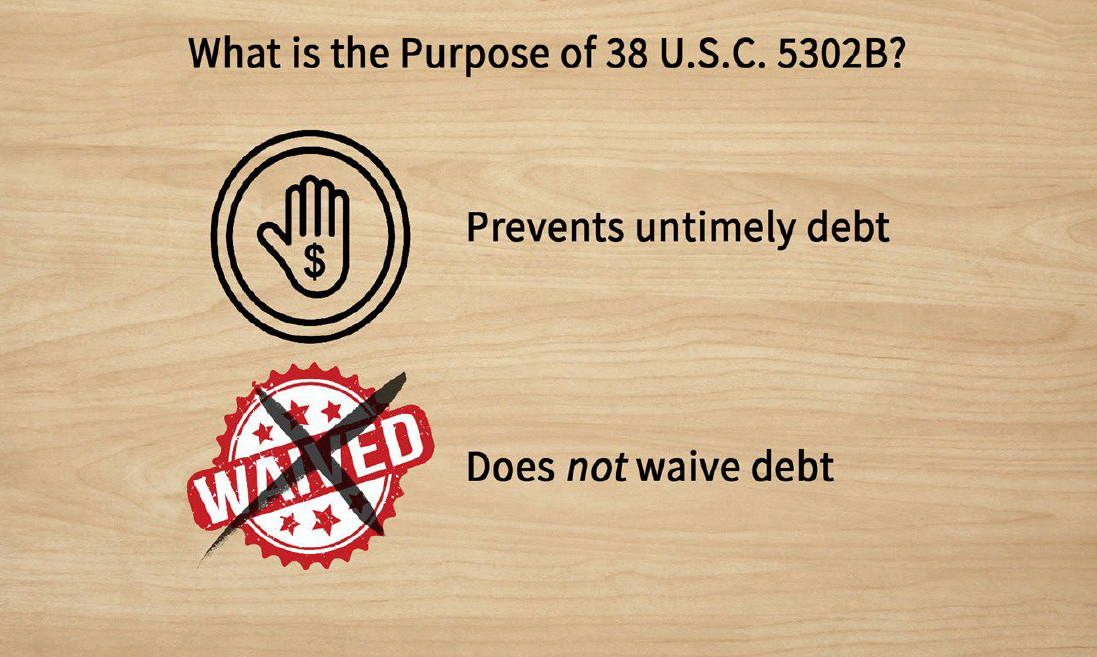 What is the Purpose of 38 U.S.C. 5302B?
$
Prevents untimely debt
WAIVED
Does not waive debt